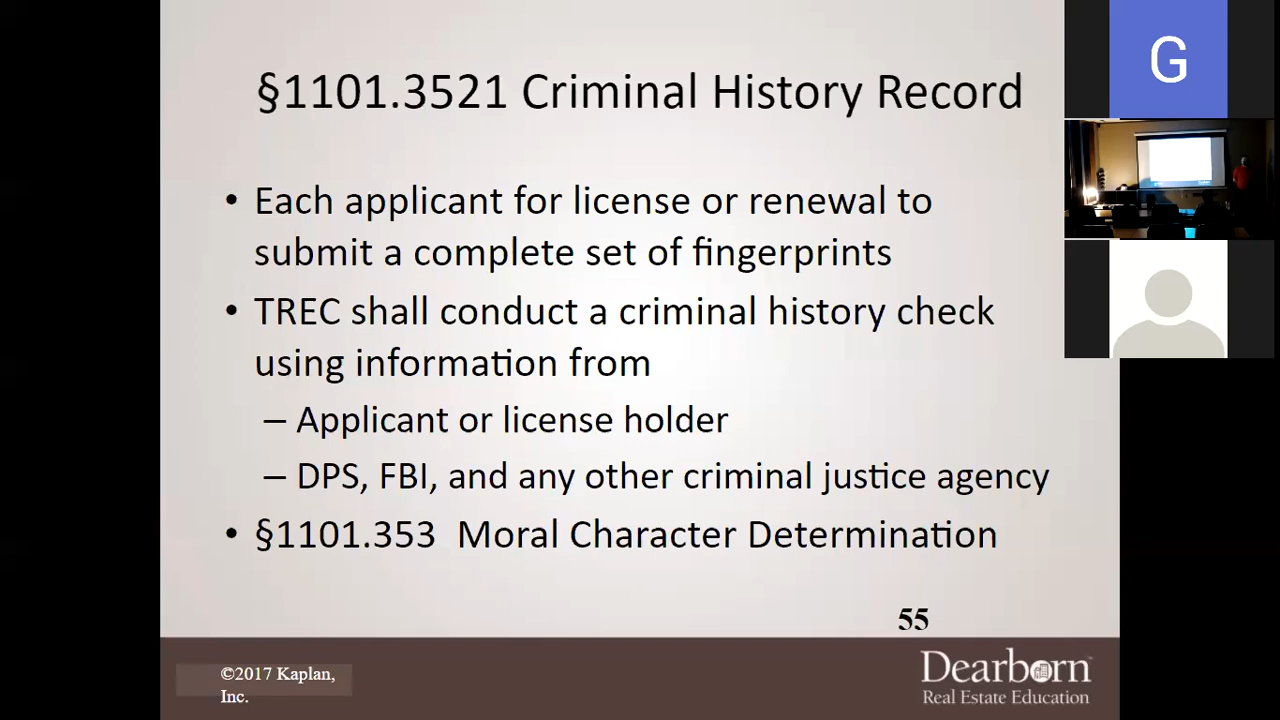 §1101.3521 Criminal History Record
• Each applicant for license or renewal to
submit a complete set of fingerprints
• TREC shall conduct a criminal history check
using information from
– Applicant or license holder
– DPS, FBI, and any other criminal justice agency
• §1101.353 Moral Character Determination
55
©2017 Kaplan,
Inc.
Dearborn
Real Estate Education
G